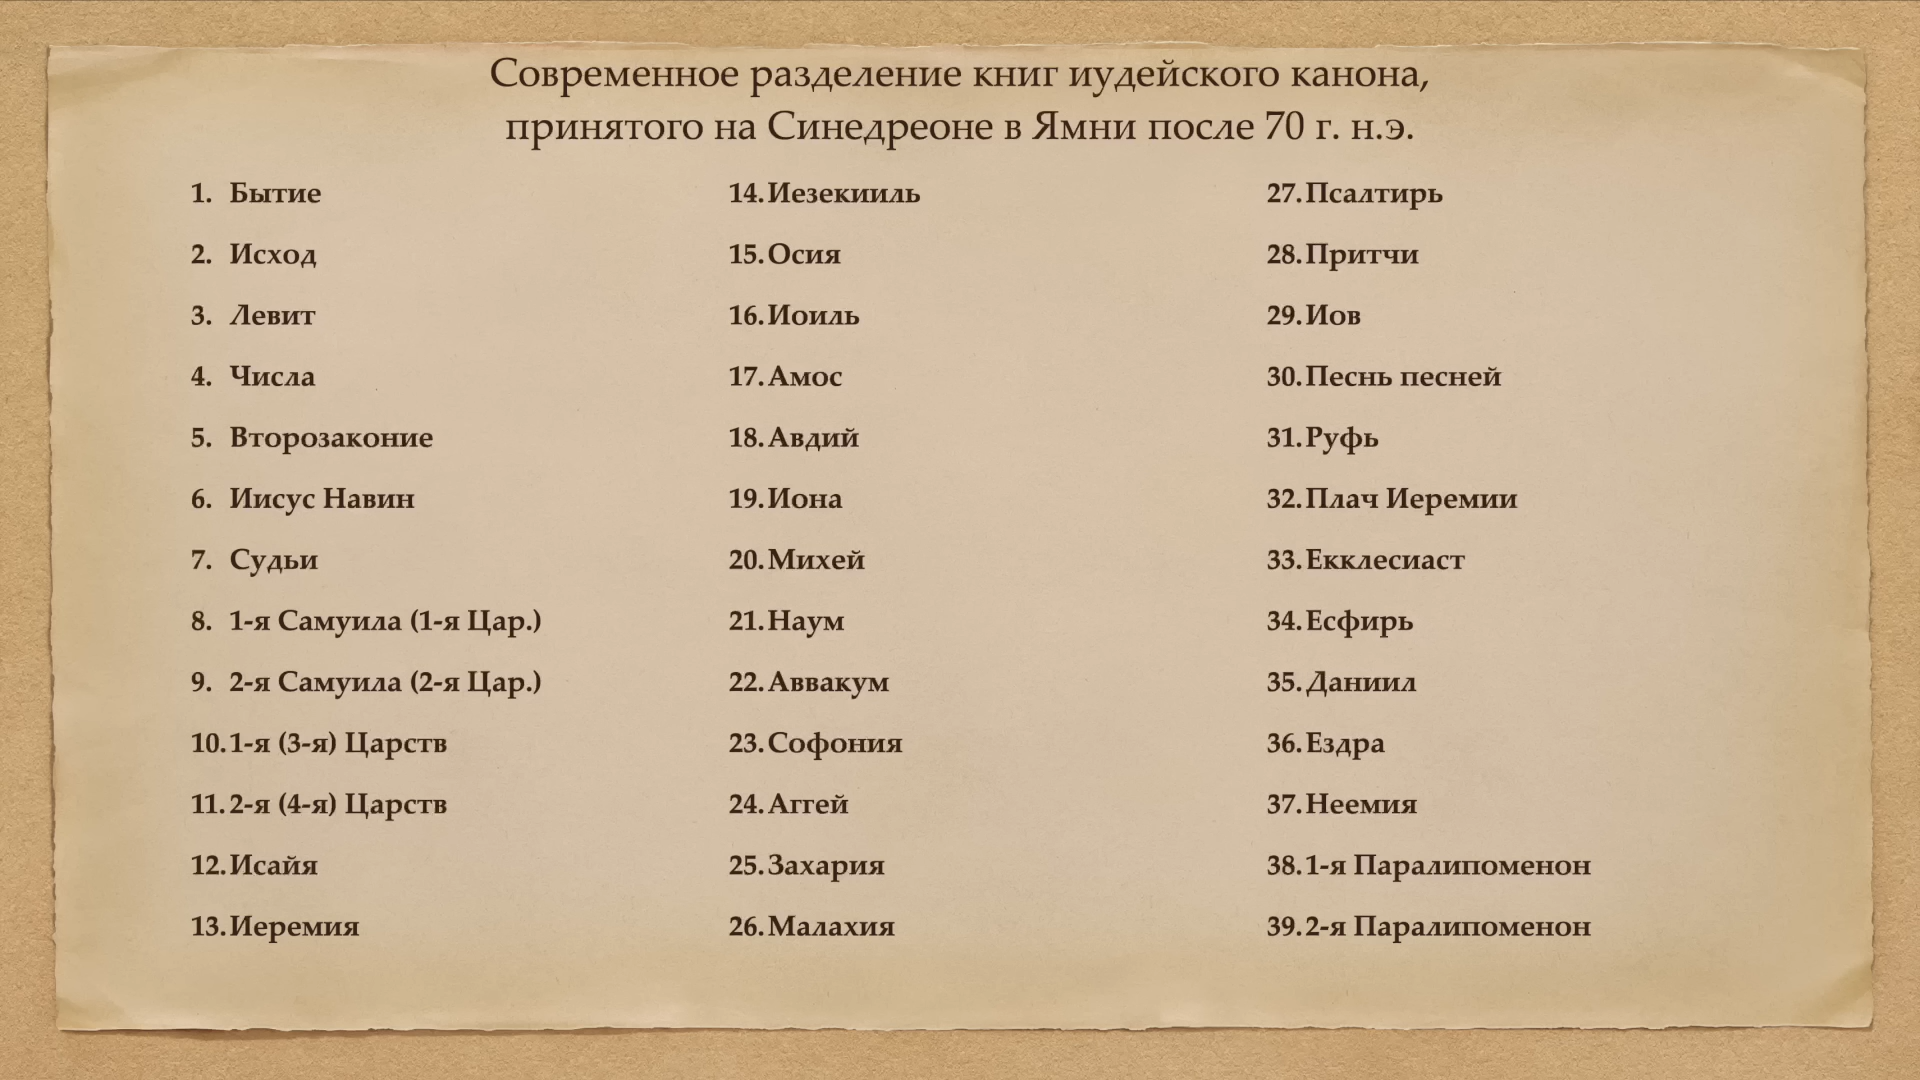 Современное разделение книг иудейского канона,
принятого на Синедреоне в Ямни после 70 г. н.э.
1. Бытие
2. Исход
3. Левит
4. Числа
5. Второзаконие
6. Иисус Навин
7. Судьи
8. 1-я Самуила (1-я Цар.)
9. 2-я Самуила (2-я Цар.)
10. 1-я (3-я) Царств
11. 2-я (4-я) Царств
12. Исайя
13. Иеремия
14. Иезекииль
15. Осия
16. Иоиль
17. Амос
18. Авдий
19. Иона
20. Михей
21. Наум
22. Аввакум
23. Софония
24. Аггей
25. Захария
26. Малахия
27. Псалтирь
28. Притчи
29. Иов
30. Песнь песней
31. Руфь
32. Плач Иеремии
33. Екклесиаст
34. Есфирь
35. Даниил
36. Ездра
37. Неемия
38. 1-я Паралипоменон
39. 2-я Паралипоменон